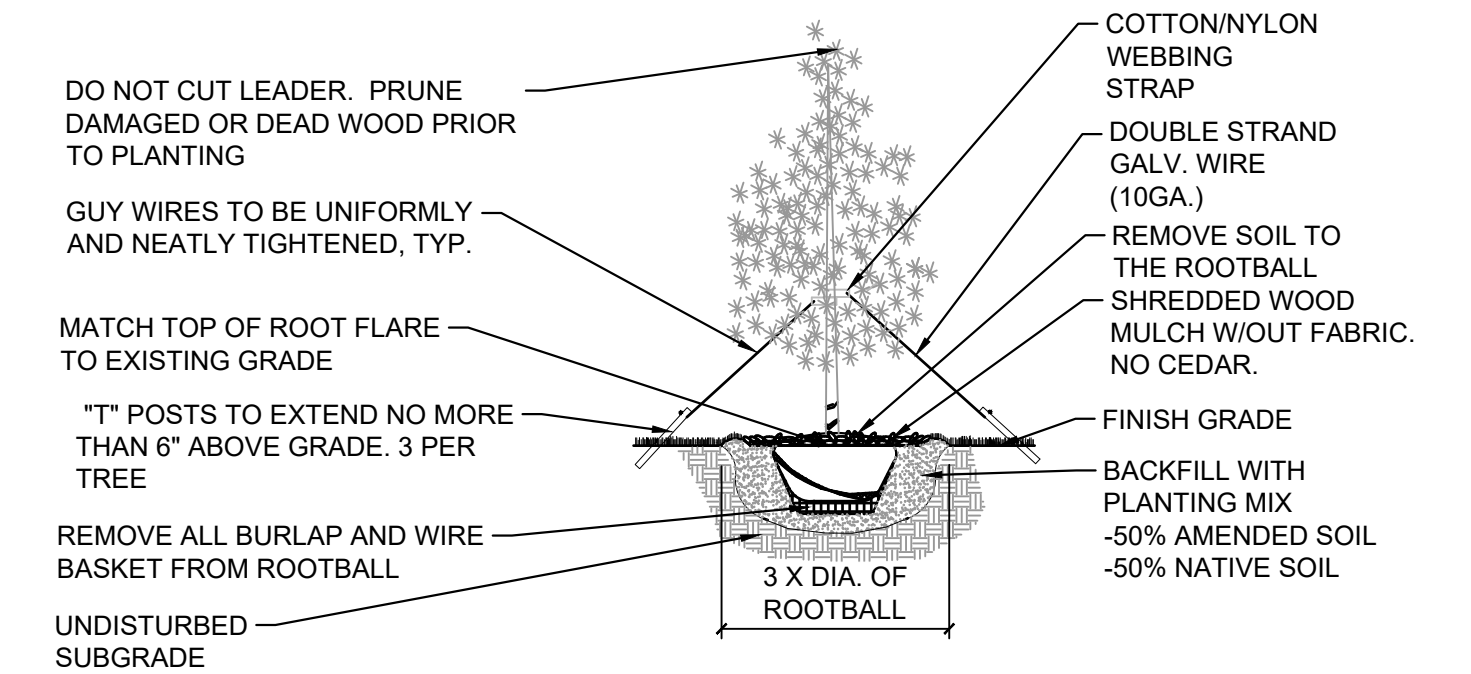 DO NOT CUT LEADER. PRUNE
DAMAGED OR DEAD WOOD PRIOR
TO PLANTING
GUY WIRES TO BE UNIFORMLY
AND NEATLY TIGHTENED, TYP.
MATCH TOP OF ROOT FLARE
TO EXISTING GRADE
"T" POSTS TO EXTEND NO MORE
THAN 6" ABOVE GRADE. 3 PER
TREE
REMOVE ALL BURLAP AND WIRE
BASKET FROM ROOTBALL
UNDISTURBED
SUBGRADE
COTTON/NYLON
WEBBING
STRAP
DOUBLE STRAND
GALV. WIRE
(10GA.)
REMOVE SOIL TO
THE ROOTBALL
SHREDDED WOOD
MULCH W/OUT FABRIC.
NO CEDAR.
FINISH GRADE
BACKFILL WITH
PLANTING MIX
-50% AMENDED SOIL
-50% NATIVE SOIL
3 X DIA. OF
ROOTBALL